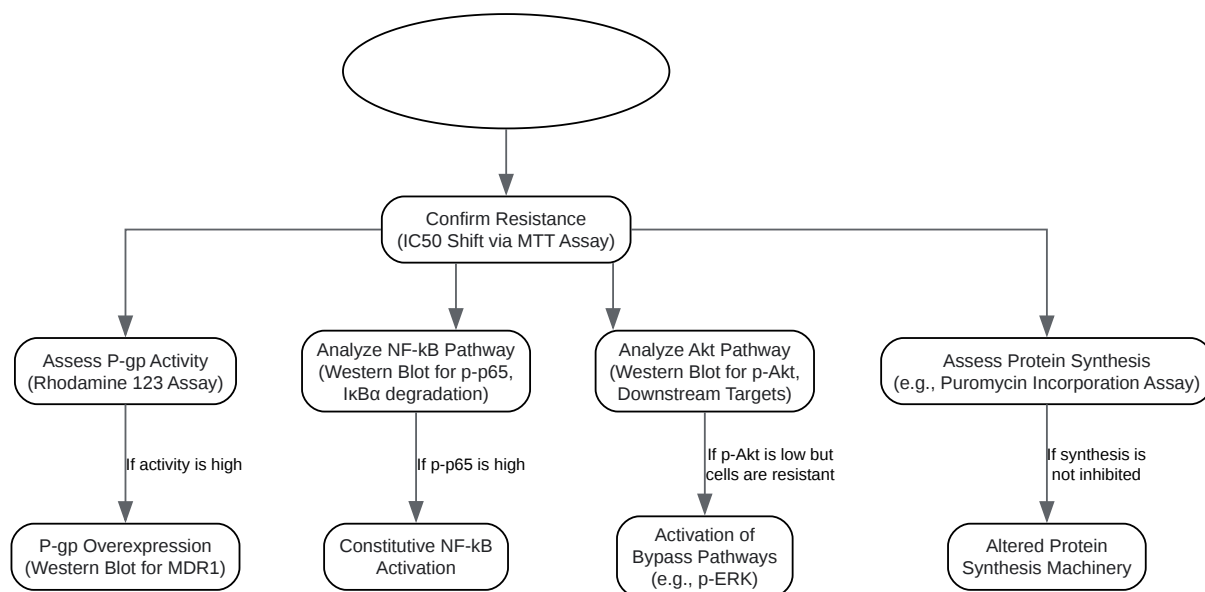 Confirm Resistance
(IC50 Shift via MTT Assay)
Assess P-gp Activity
(Rhodamine 123 Assay)
Analyze NF-kB Pathway
(Western Blot for p-p65,
IκBα degradation)
Analyze Akt Pathway
(Western Blot for p-Akt,
Downstream Targets)
Assess Protein Synthesis
(e.g., Puromycin Incorporation Assay)
If activity is high
If p-p65 is high
If p-Akt is low but
cells are resistant
If synthesis is
not inhibited
P-gp Overexpression
(Western Blot for MDR1)
Constitutive NF-kB
Activation
Activation of
Bypass Pathways
(e.g., p-ERK)
Altered Protein
Synthesis Machinery